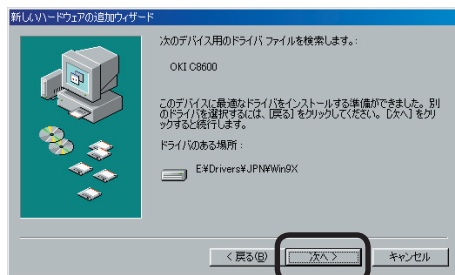 新しいハードウェアの追加ウィザード
次のデバイス用のドライバ ファイルを検索します。:
OKI C8600
このデバイスに最適なドライバをインストールする準備ができました。別
のドライバを選択するには、[戻る] をクリックしてください。[次へ] をクリ
ックすると続行します。
ドライバのある場所 :
E:¥Drivers¥JPN¥Win9X
< 戻る(B)
次へ >
キャンセル